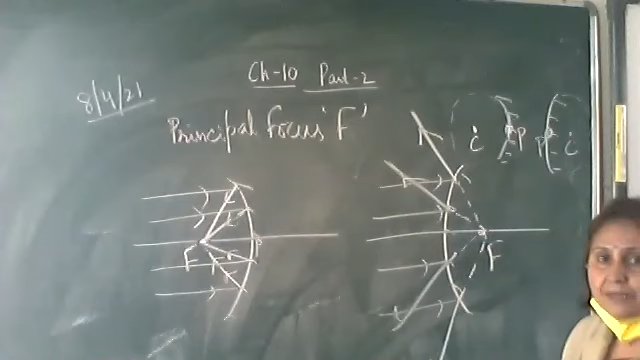 Ch-10 Part-2
8/4/21
Principal Focus 'F'
C P P C
F F